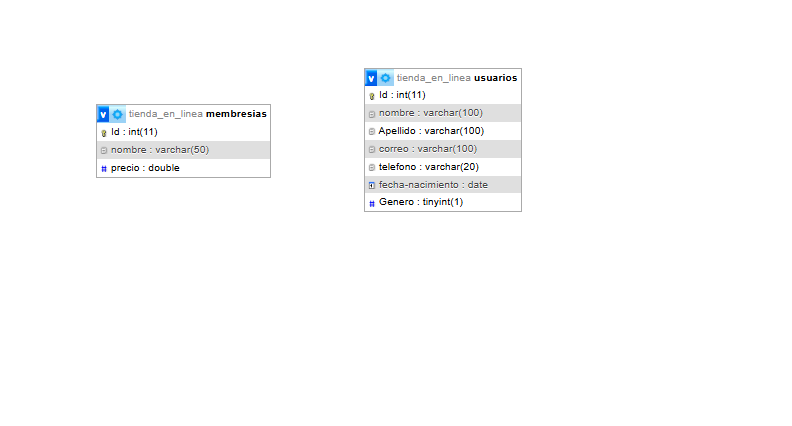 tienda_en_linea membresias
Id : int(11)
nombre : varchar(50)
precio : double
tienda_en_linea usuarios
Id : int(11)
nombre : varchar(100)
Apellido : varchar(100)
correo : varchar(100)
telefono : varchar(20)
fecha-nacimiento : date
Genero : tinyint(1)